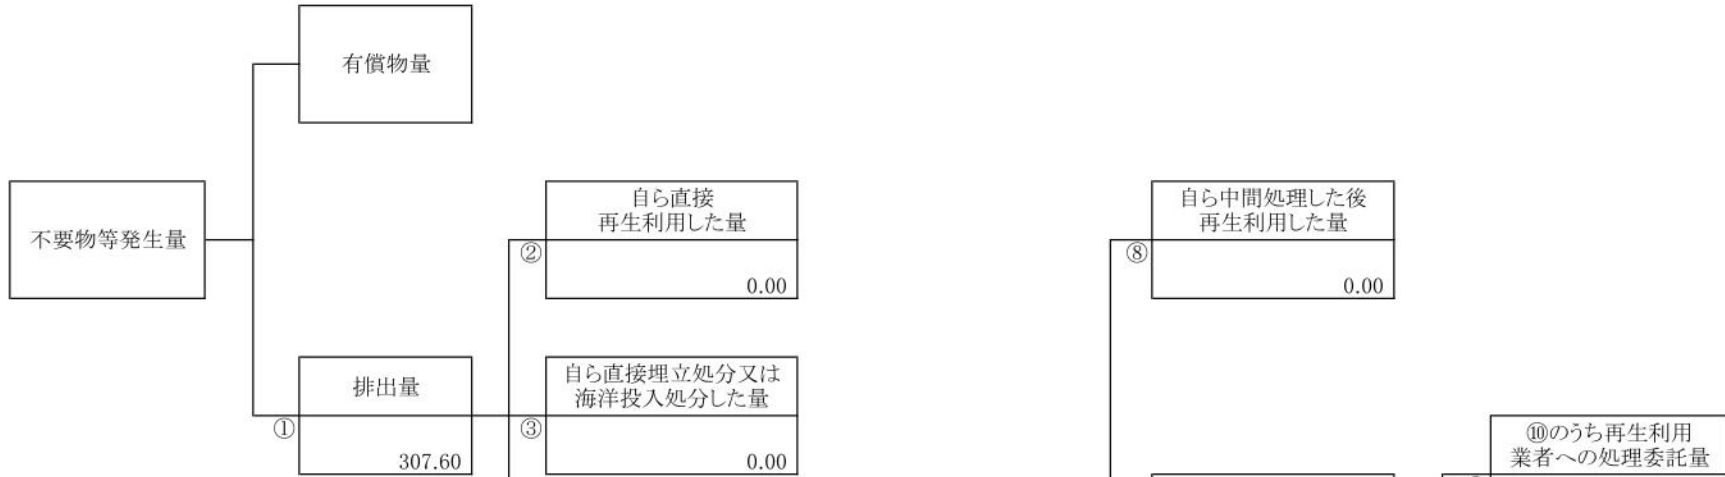 有償物量
不要物等発生量
自ら直接
再生利用した量
②
0.00
自ら中間処理した後
再生利用した量
⑧
0.00
排出量
①
307.60
自ら直接埋立処分又は
海洋投入処分した量
③
0.00
⑩のうち再生利用
業者への処理委託量